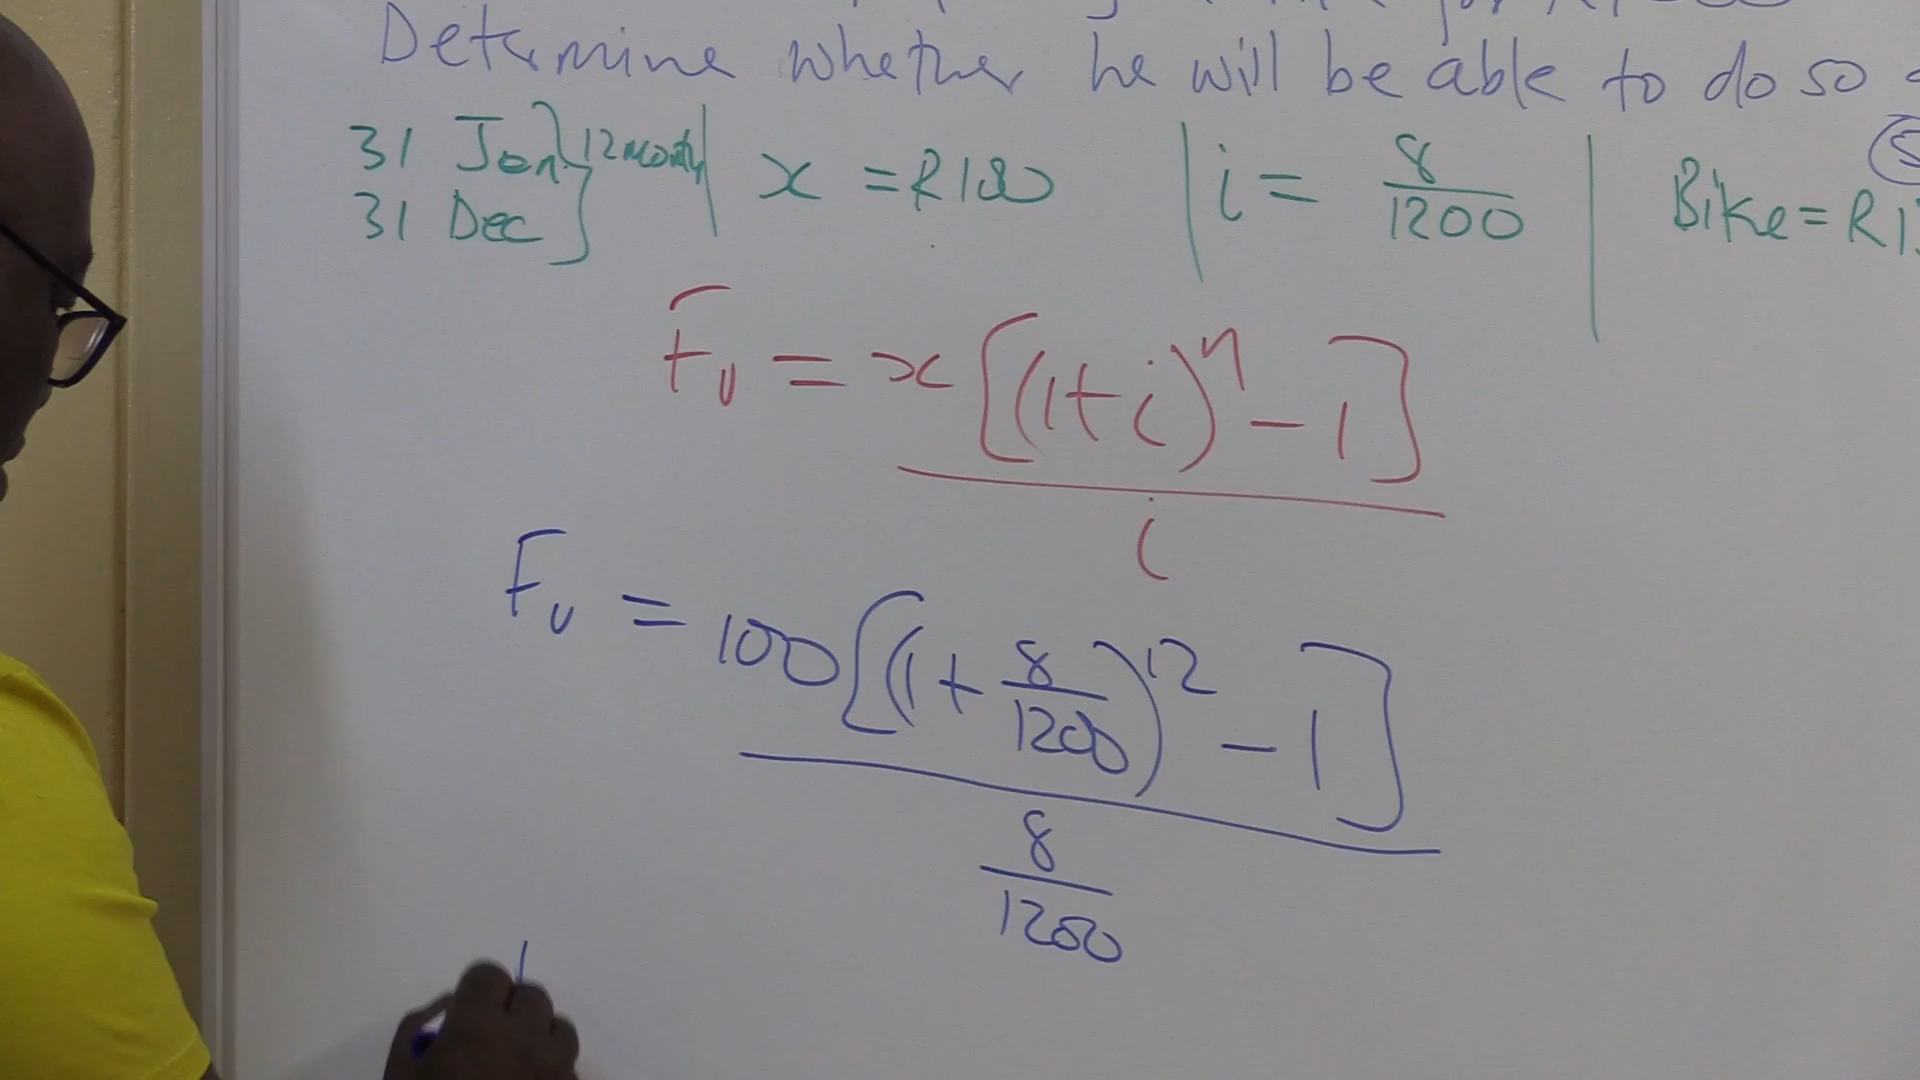 Determine whether he will be able to do so
31 Jan } 12 months | x = R100 | i = 8/1200 | Bike = R1
31 Dec
Fv = x[(1+i)^n - 1] / i
Fv = 100[(1 + 8/1200)^12 - 1] / (8/1200)